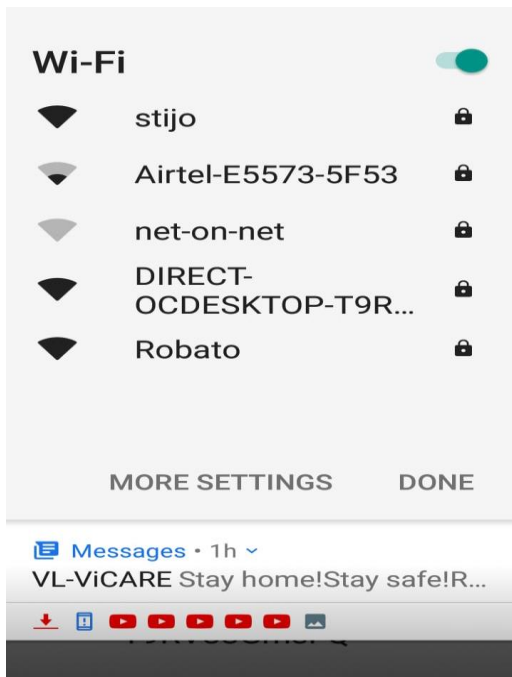 Wi-Fi
stijo
Airtel-E5573-5F53
net-on-net
DIRECT-
OCDESKTOP-T9R...
Robato
MORE SETTINGS DONE
Messages • 1h
VL-ViCARE Stay home!Stay safe!R...